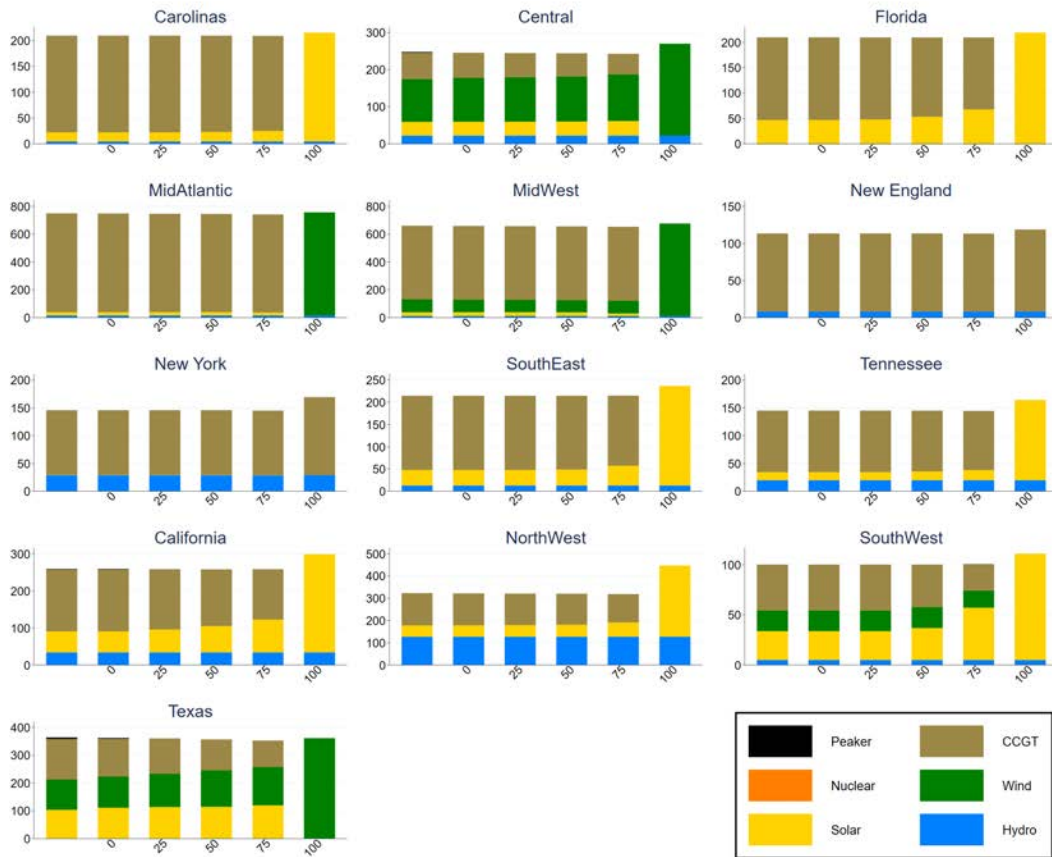 Carolinas
200
150
100
50
0
0 25 50 75 100
Central
300
200
100
0
0 25 50 75 100
Florida
200
150
100
50
0
0 25 50 75 100
MidAtlantic
800
600
400
200
0
0 25 50 75 100
MidWest
800
600
400
200
0
0 25 50 75 100
New England
150
100
50
0
0 25 50 75 100
New York
200
150
100
50
0
0 25 50 75 100
SouthEast
250
200
150
100
50
0
0 25 50 75 100
Tennessee
200
150
100
50
0
0 25 50 75 100
California
300
200
100
0
0 25 50 75 100
NorthWest
500
400
300
200
100
0
0 25 50 75 100
SouthWest
100
50
0
0 25 50 75 100
Texas
400
300
200
100
0
0 25 50 75 100
Peaker CCGT
Nuclear Wind
Solar Hydro